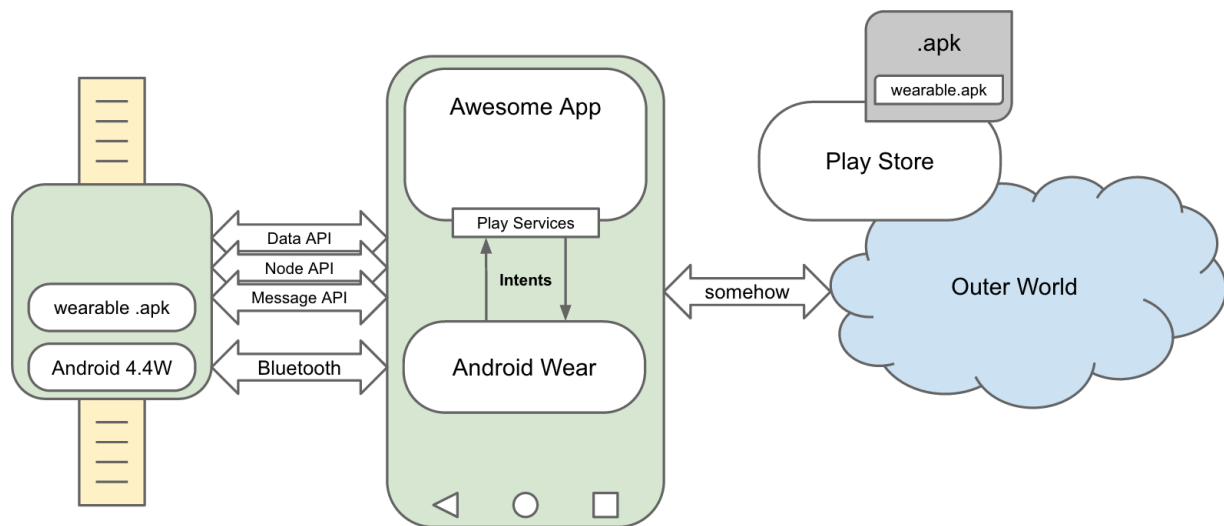 .apk
wearable.apk
Awesome App
Play Store
Play Services
Data API
Node API
Intents
Message API
somehow
Outer World
wearable .apk
Android 4.4W
Bluetooth
Android Wear